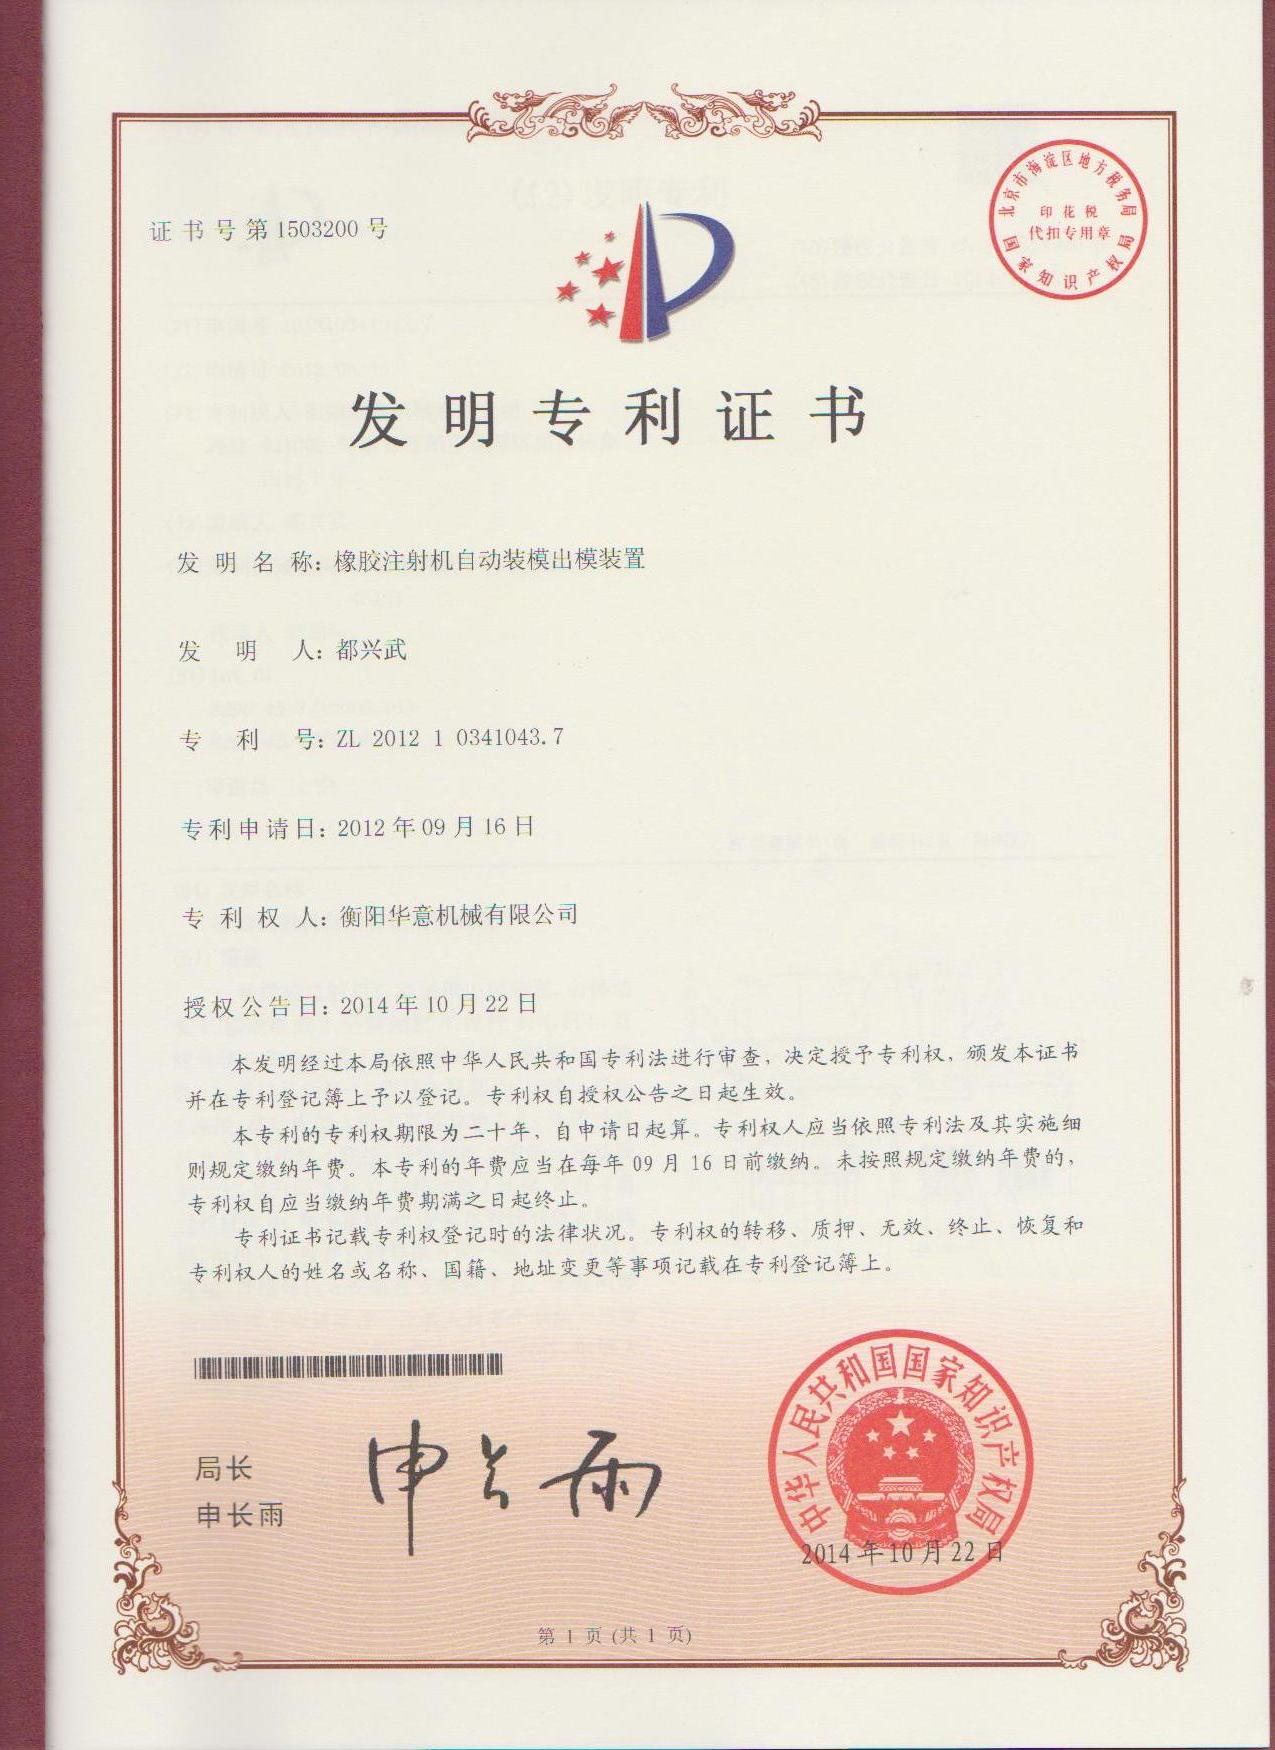 证书号第1503200号
北京市海淀区地方税务局
印花税
代扣专用章
国家知识产权局
发明专利证书
发明名称：橡胶注射机自动装模出模装置
发明人：都兴武
专利号：ZL 2012 1 0341043.7
专利申请日：2012年09月16日
专利权人：衡阳华意机械有限公司
授权公告日：2014年10月22日
本发明经过本局依照中华人民共和国专利法进行审查，决定授予专利权，颁发本证书
并在专利登记簿上予以登记。专利权自授权公告之日起生效。
本专利的专利权期限为二十年，自申请日起算。专利权人应当依照专利法及其实施细
则规定缴纳年费。本专利的年费应当在每年09月16日前缴纳。未按照规定缴纳年费的，
专利权自应当缴纳年费期满之日起终止。
专利证书记载专利权登记时的法律状况。专利权的转移、质押、无效、终止、恢复和
专利权人的姓名或名称、国籍、地址变更等事项记载在专利登记簿上。
局长
申长雨
申长雨
中华人民共和国国家知识产权局
2014年10月22日
第1页(共1页)